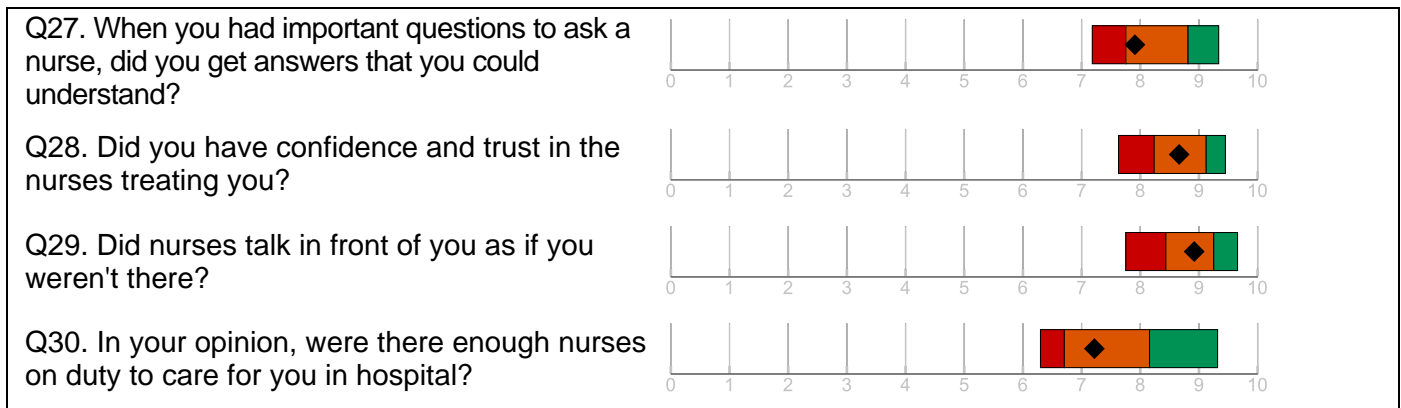 Q27. When you had important questions to ask a
nurse, did you get answers that you could
understand?
0 1 2 3 4 5 6 7 8 9 10
Q28. Did you have confidence and trust in the
nurses treating you?
0 1 2 3 4 5 6 7 8 9 10
Q29. Did nurses talk in front of you as if you
weren't there?
0 1 2 3 4 5 6 7 8 9 10
Q30. In your opinion, were there enough nurses
on duty to care for you in hospital?
0 1 2 3 4 5 6 7 8 9 10